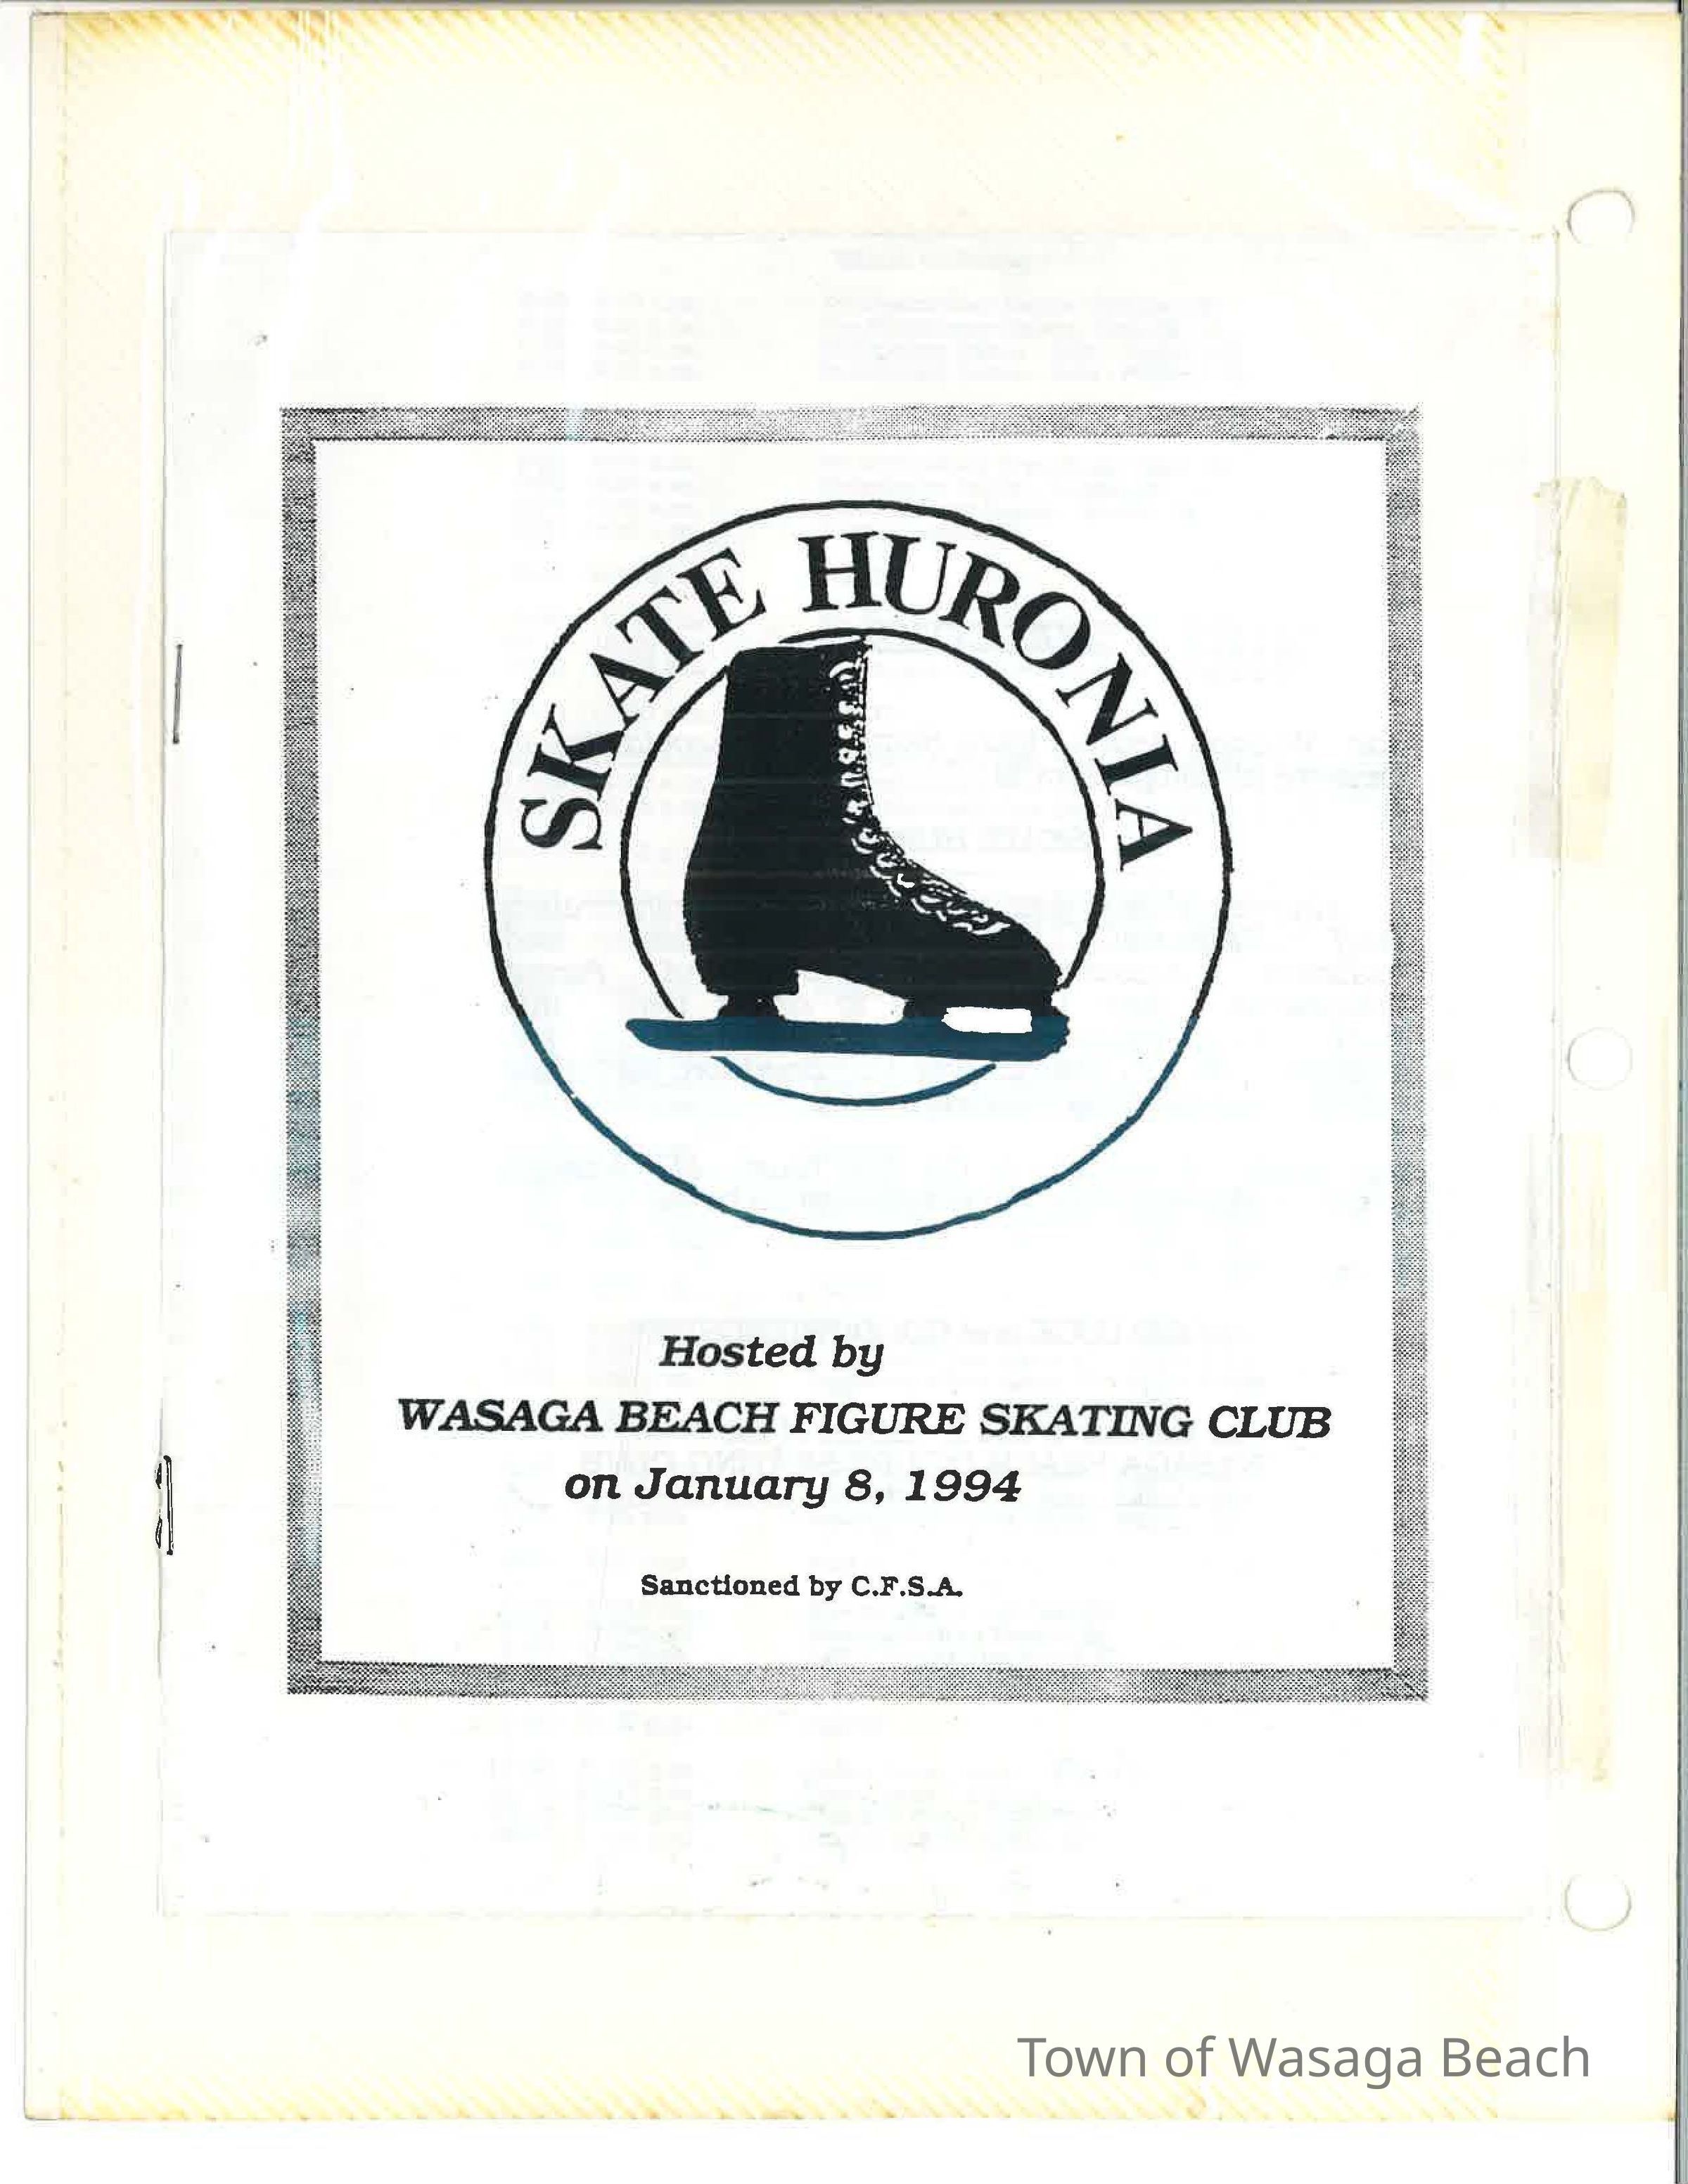 SKATE HURONIA
Hosted by
WASAGA BEACH FIGURE SKATING CLUB
on January 8, 1994
Sanctioned by C.F.S.A.
Town of Wasaga Beach